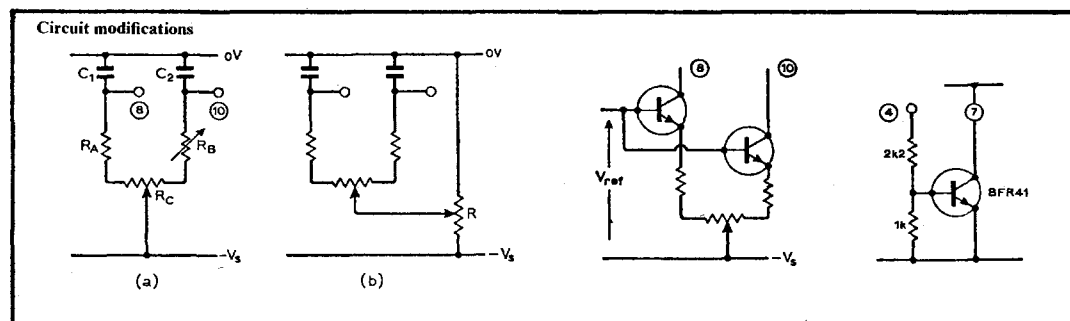 Circuit modifications
0V
C1
C2
8
10
RA
RB
RC
-Vs
(a)
0V
R
-Vs
(b)
8
10
Vref
-Vs
4
7
2k2
BFR41
1k